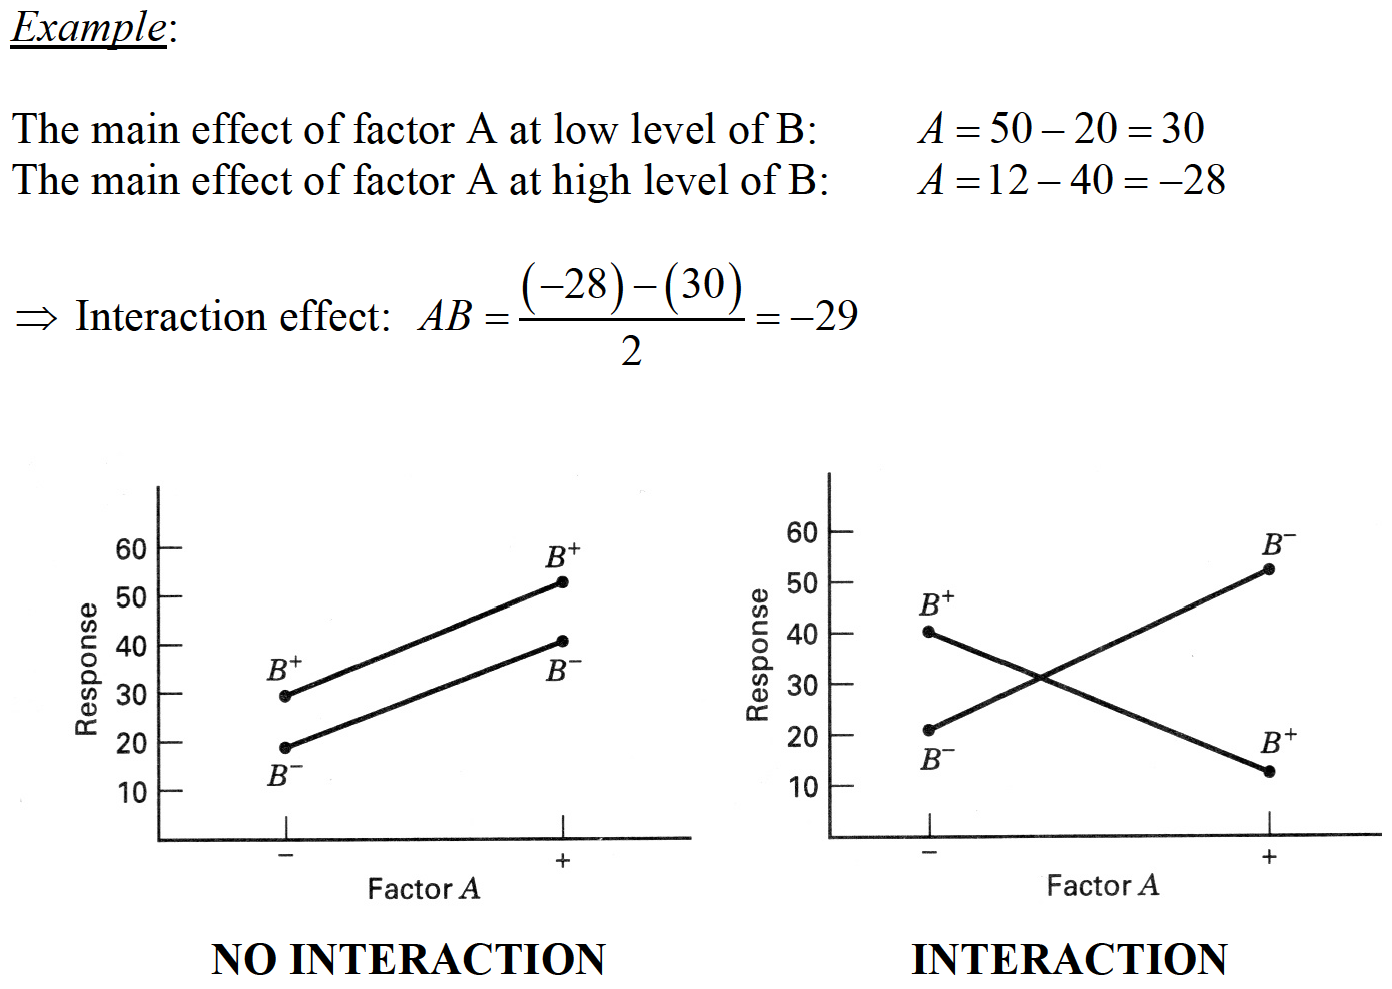 Example:
The main effect of factor A at low level of B: A = 50 – 20 = 30
The main effect of factor A at high level of B: A = 12 – 40 = –28
⇒ Interaction effect: AB = ((–28) – (30)) / 2 = –29
60
50
40
30
20
10
Response
B⁺
B⁺
B⁻
B⁻
–
+
Factor A
NO INTERACTION
60
50
40
30
20
10
Response
B⁻
B⁺
B⁻
B⁺
–
+
Factor A
INTERACTION